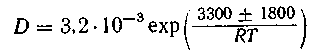 D = 3,2·10⁻³ exp(3300 ± 1800 / RT)